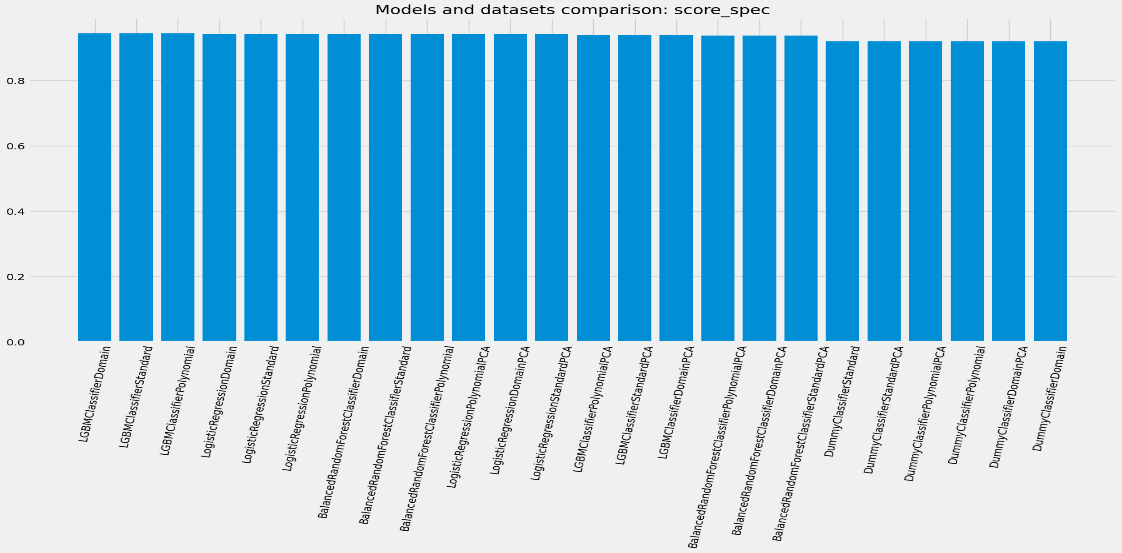 Models and datasets comparison: score_spec
0.8
0.6
0.4
0.2
0.0
LGBMClassifierDomain
LGBMClassifierStandard
LGBMClassifierPolynomial
LogisticRegressionDomain
LogisticRegressionStandard
LogisticRegressionPolynomial
BalancedRandomForestClassifierDomain
BalancedRandomForestClassifierStandard
BalancedRandomForestClassifierPolynomial
LogisticRegressionPolynomialPCA
LogisticRegressionDomainPCA
LogisticRegressionStandardPCA
LGBMClassifierPolynomialPCA
LGBMClassifierStandardPCA
LGBMClassifierDomainPCA
BalancedRandomForestClassifierPolynomialPCA
BalancedRandomForestClassifierDomainPCA
BalancedRandomForestClassifierStandardPCA
DummyClassifierStandard
DummyClassifierStandardPCA
DummyClassifierPolynomialPCA
DummyClassifierPolynomial
DummyClassifierDomainPCA
DummyClassifierDomain